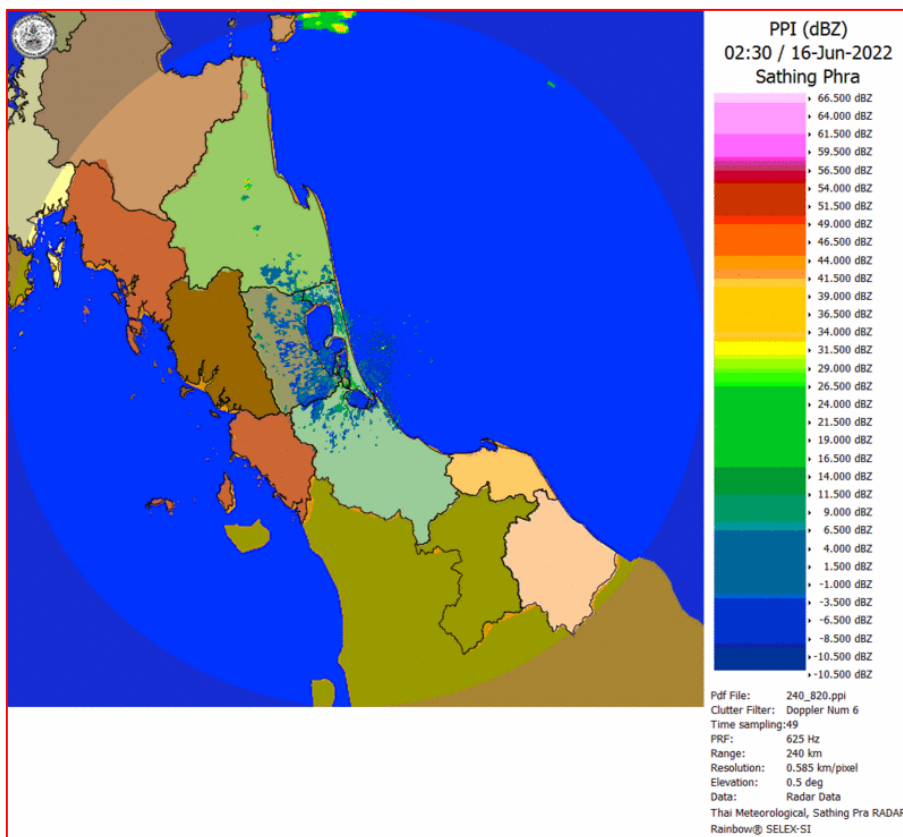 PPI (dBZ)
02:30 / 16-Jun-2022
Sathing Phra
66.500 dBZ
64.000 dBZ
61.500 dBZ
59.500 dBZ
56.500 dBZ
54.000 dBZ
51.500 dBZ
49.000 dBZ
46.500 dBZ
44.000 dBZ
41.500 dBZ
39.000 dBZ
36.500 dBZ
34.000 dBZ
31.500 dBZ
29.000 dBZ
26.500 dBZ
24.000 dBZ
21.500 dBZ
19.000 dBZ
16.500 dBZ
14.000 dBZ
11.500 dBZ
9.000 dBZ
6.500 dBZ
4.000 dBZ
1.500 dBZ
-1.000 dBZ
-3.500 dBZ
-6.500 dBZ
-8.500 dBZ
-10.500 dBZ
-10.500 dBZ
Pdf File: 240_820.ppi
Clutter Filter: Doppler Num 6
Time sampling:49
PRF: 625 Hz
Range: 240 km
Resolution: 0.585 km/pixel
Elevation: 0.5 deg
Data: Radar Data
Thai Meteorological, Sathing Pra RADAR
Rainbow® SELEX-SI